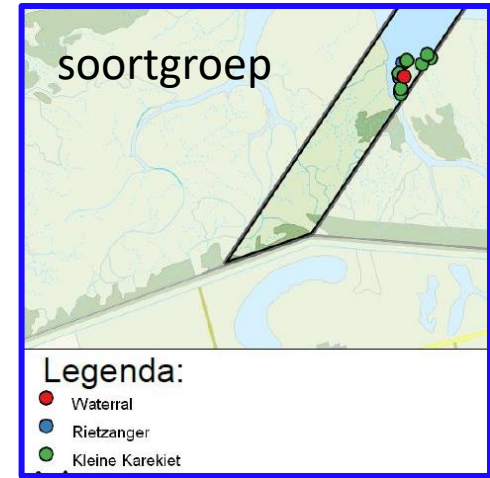 soortgroep
Legenda:
Waterral
Rietzanger
Kleine Karekiet